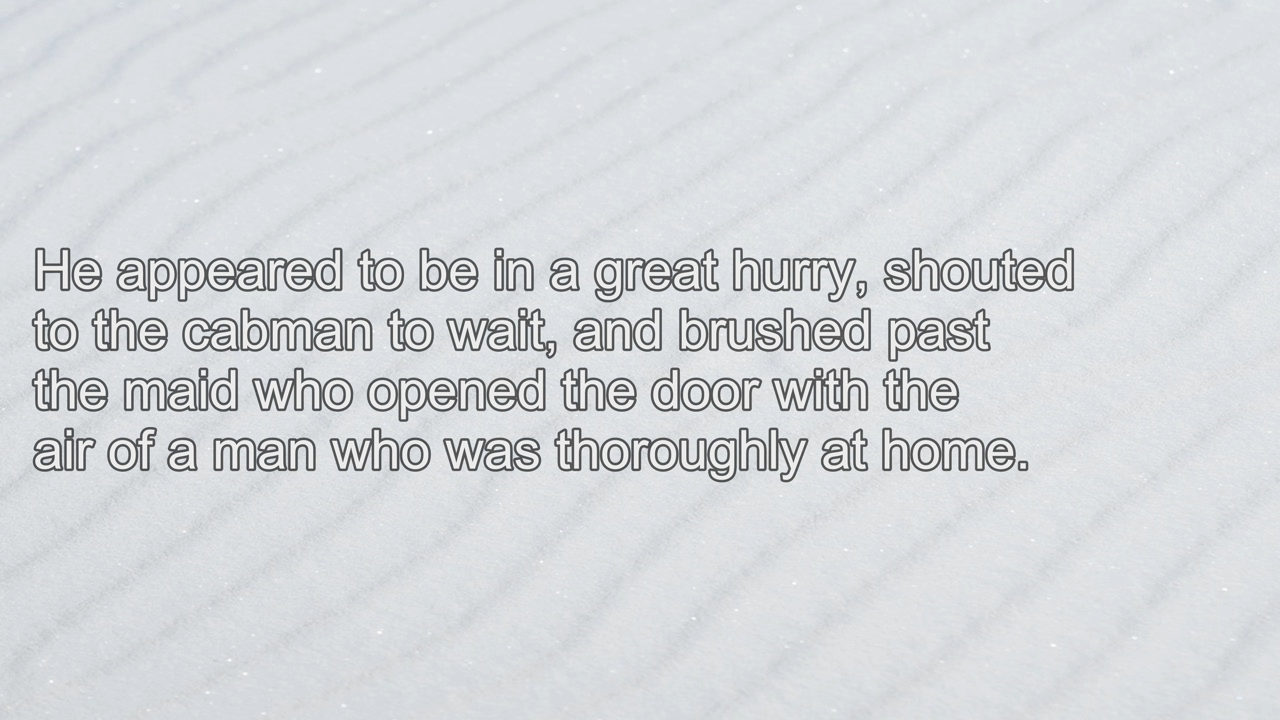 He appeared to be in a great hurry, shouted
to the cabman to wait, and brushed past
the maid who opened the door with the
air of a man who was thoroughly at home.